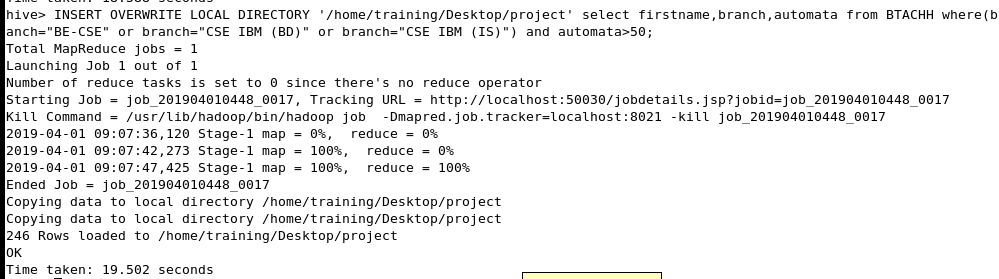 Time taken: 18.588 seconds
hive> INSERT OVERWRITE LOCAL DIRECTORY '/home/training/Desktop/project' select firstname,branch,automata from BTACHH where(b
anch="BE-CSE" or branch="CSE IBM (BD)" or branch="CSE IBM (IS)") and automata>50;
Total MapReduce jobs = 1
Launching Job 1 out of 1
Number of reduce tasks is set to 0 since there's no reduce operator
Starting Job = job_201904010448_0017, Tracking URL = http://localhost:50030/jobdetails.jsp?jobid=job_201904010448_0017
Kill Command = /usr/lib/hadoop/bin/hadoop job  -Dmapred.job.tracker=localhost:8021 -kill job_201904010448_0017
2019-04-01 09:07:36,120 Stage-1 map = 0%,  reduce = 0%
2019-04-01 09:07:42,273 Stage-1 map = 100%,  reduce = 0%
2019-04-01 09:07:47,425 Stage-1 map = 100%,  reduce = 100%
Ended Job = job_201904010448_0017
Copying data to local directory /home/training/Desktop/project
Copying data to local directory /home/training/Desktop/project
246 Rows loaded to /home/training/Desktop/project
OK
Time taken: 19.502 seconds